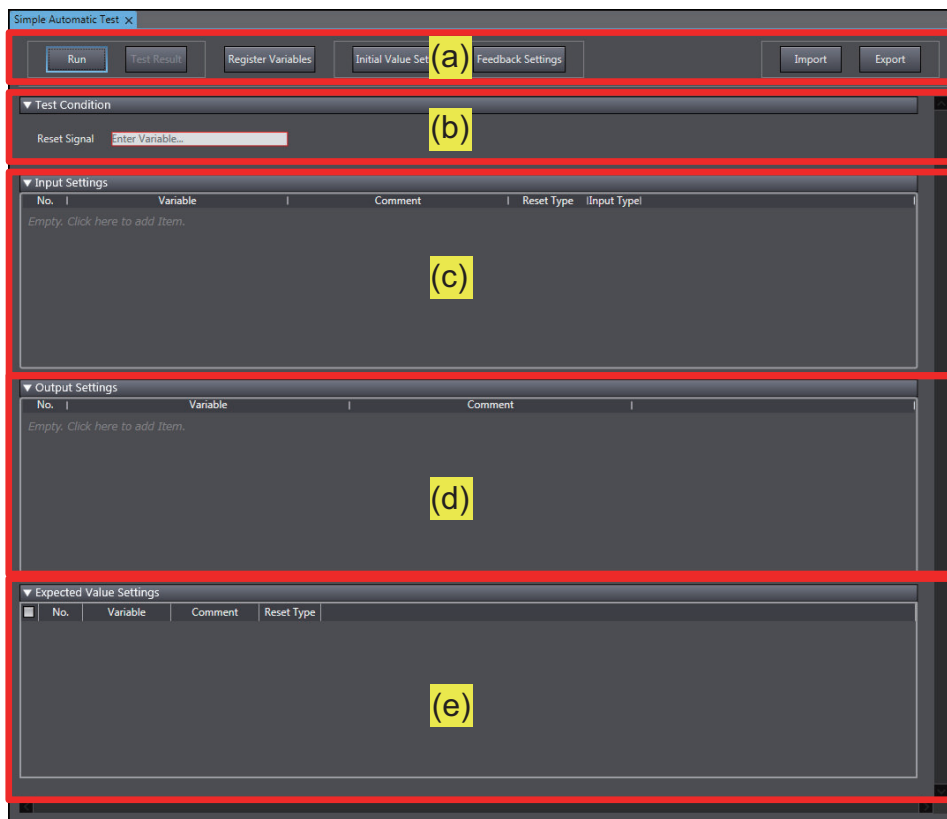 Simple Automatic Test ×
Run Test Result Register Variables Initial Value Set (a) Feedback Settings Import Export
▼ Test Condition
(b)
Reset Signal Enter Variable...
▼ Input Settings
No. Variable Comment Reset Type Input Type
Empty. Click here to add Item.
(c)
▼ Output Settings
No. Variable Comment
Empty. Click here to add Item.
(d)
▼ Expected Value Settings
No. Variable Comment Reset Type
(e)